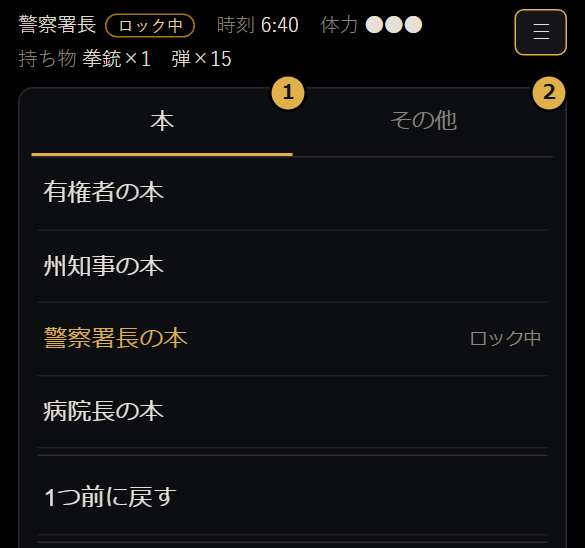 警察署長 ロック中 時刻 6:40 体力 ●●●
持ち物 拳銃×1 弾×15
1 2
本 その他
有権者の本
州知事の本
警察署長の本 ロック中
病院長の本
1つ前に戻す